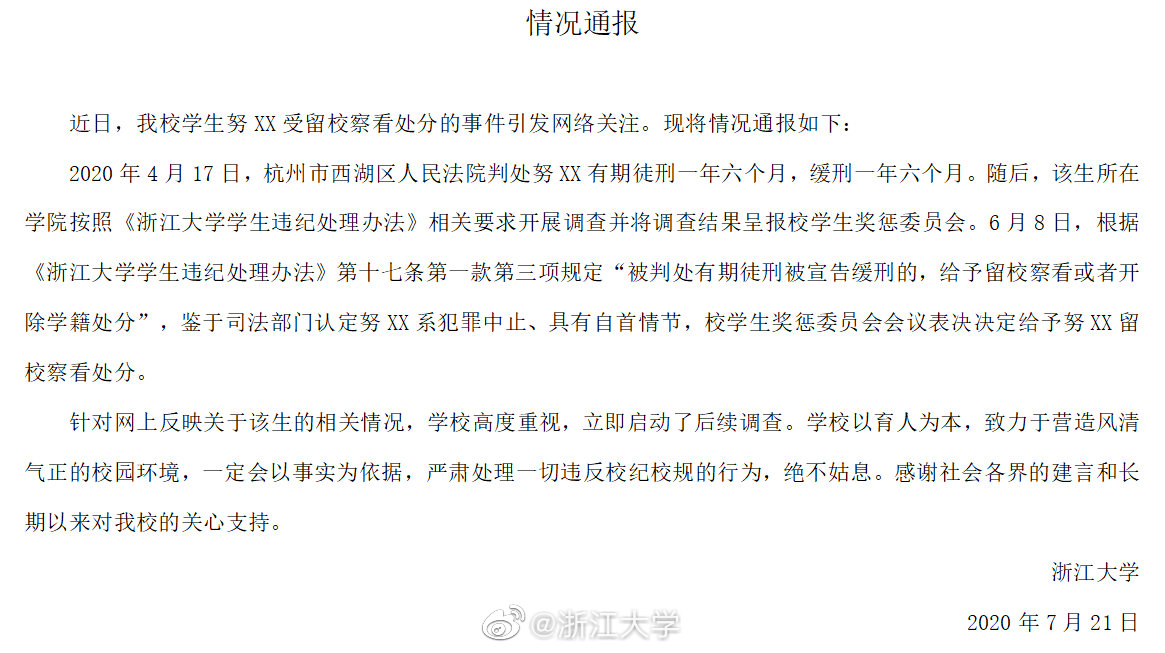 情况通报
近日，我校学生努 XX 受留校察看处分的事件引发网络关注。现将情况通报如下：
2020 年 4 月 17 日，杭州市西湖区人民法院判处努 XX 有期徒刑一年六个月，缓刑一年六个月。随后，该生所在
学院按照《浙江大学学生违纪处理办法》相关要求开展调查并将调查结果呈报校学生奖惩委员会。6 月 8 日，根据
《浙江大学学生违纪处理办法》第十七条第一款第三项规定“被判处有期徒刑被宣告缓刑的，给予留校察看或者开
除学籍处分”，鉴于司法部门认定努 XX 系犯罪中止、具有自首情节，校学生奖惩委员会会议表决决定给予努 XX 留
校察看处分。
针对网上反映关于该生的相关情况，学校高度重视，立即启动了后续调查。学校以育人为本，致力于营造风清
气正的校园环境，一定会以事实为依据，严肃处理一切违反校纪校规的行为，绝不姑息。感谢社会各界的建言和长
期以来对我校的关心支持。
浙江大学
2020 年 7 月 21 日
@浙江大学